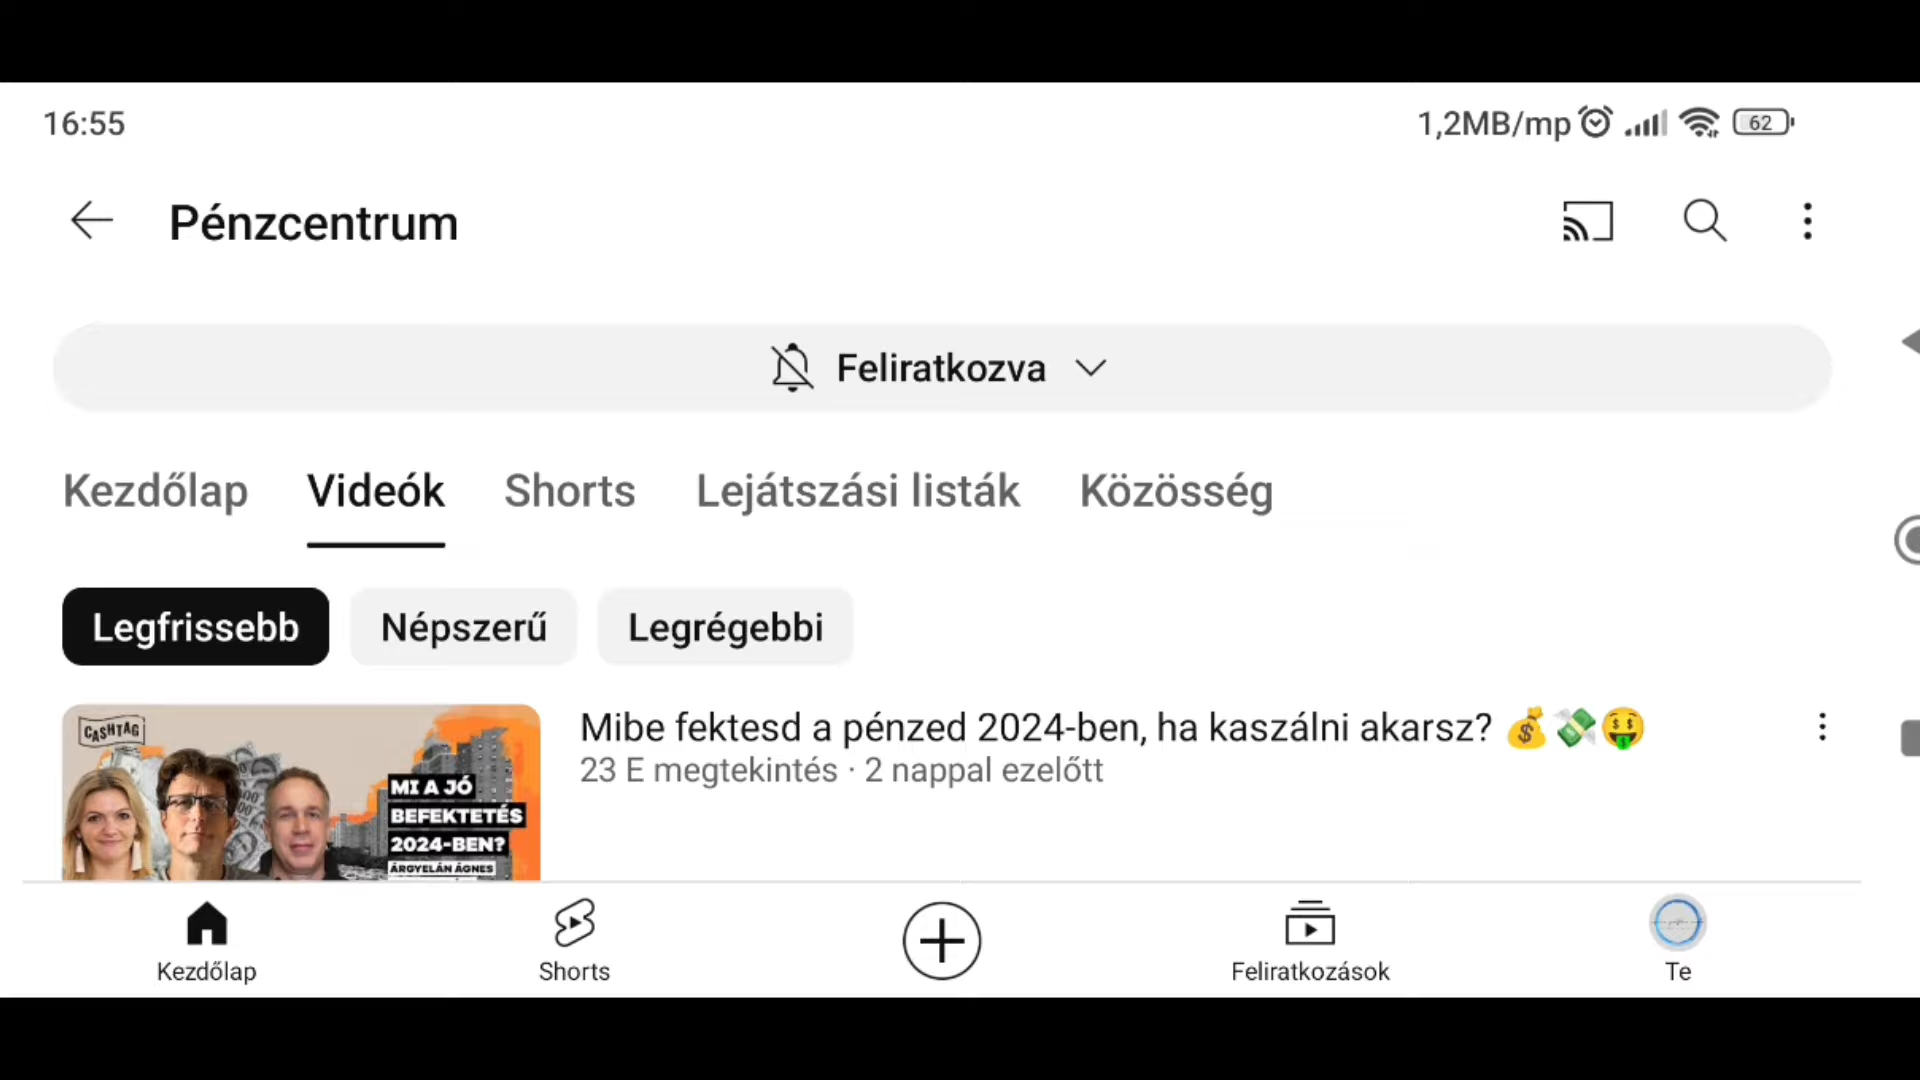 16:55
1,2MB/mp 62
Pénzcentrum
Feliratkozva
Kezdőlap Videók Shorts Lejátszási listák Közösség
Legfrissebb Népszerű Legrégebbi
CASHTAG
MI A JÓ
BEFEKTETÉS
2024-BEN?
ÁRGYELÁN ÁGNES
Mibe fektesd a pénzed 2024-ben, ha kaszálni akarsz? 💰💸🤑
23 E megtekintés · 2 nappal ezelőtt
Kezdőlap Shorts Feliratkozások Te